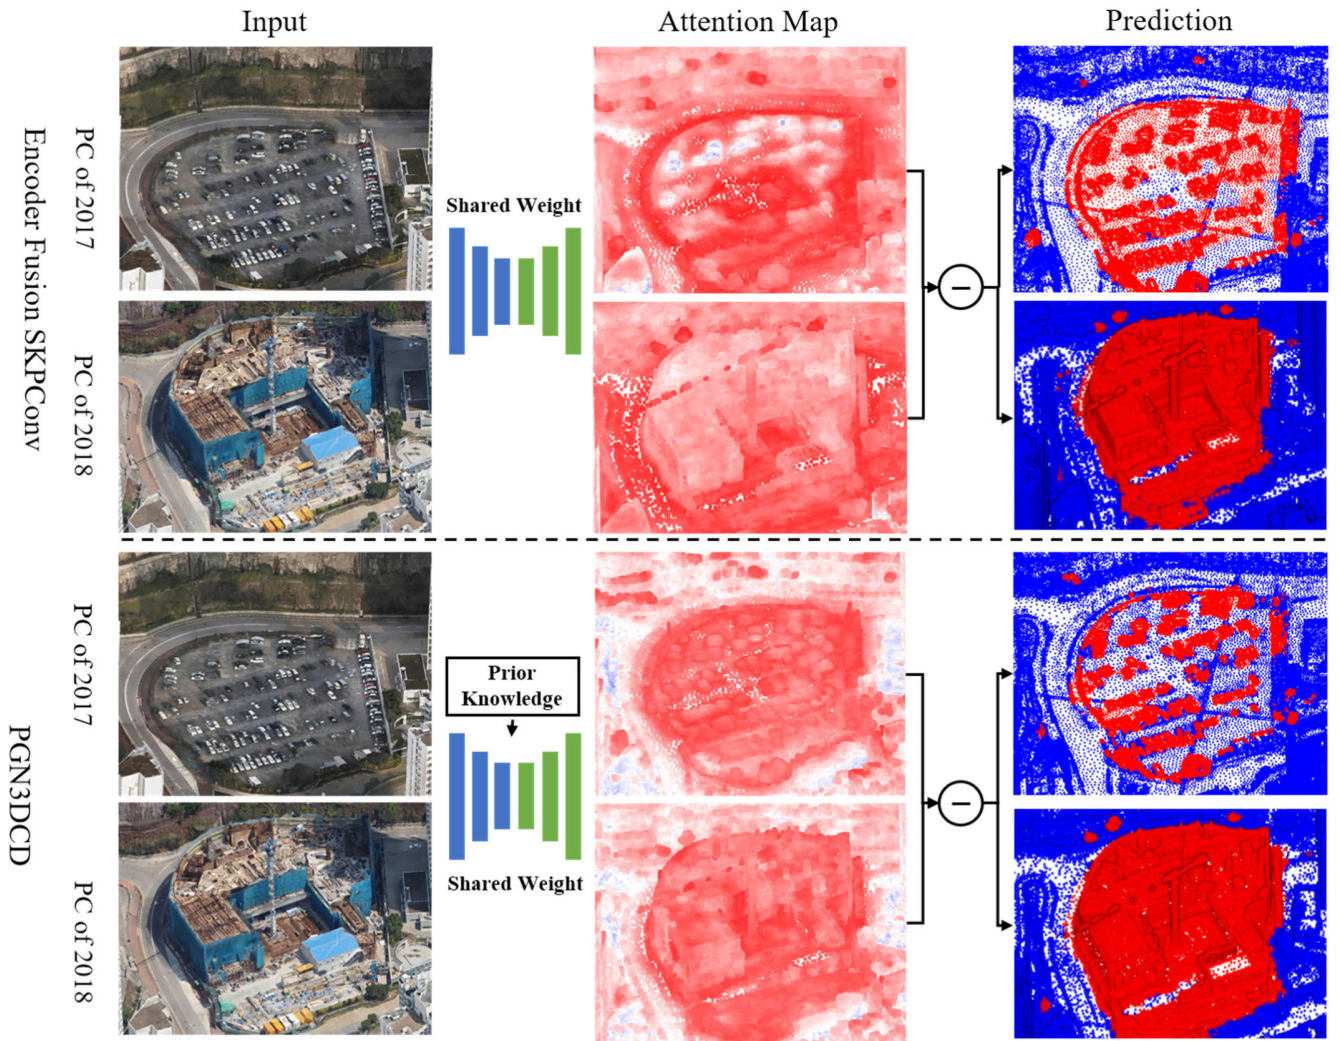 Input
Attention Map
Prediction
Encoder Fusion SKPConv
PC of 2017
PC of 2018
Shared Weight
PGN3DCD
PC of 2017
PC of 2018
Prior
Knowledge
Shared Weight